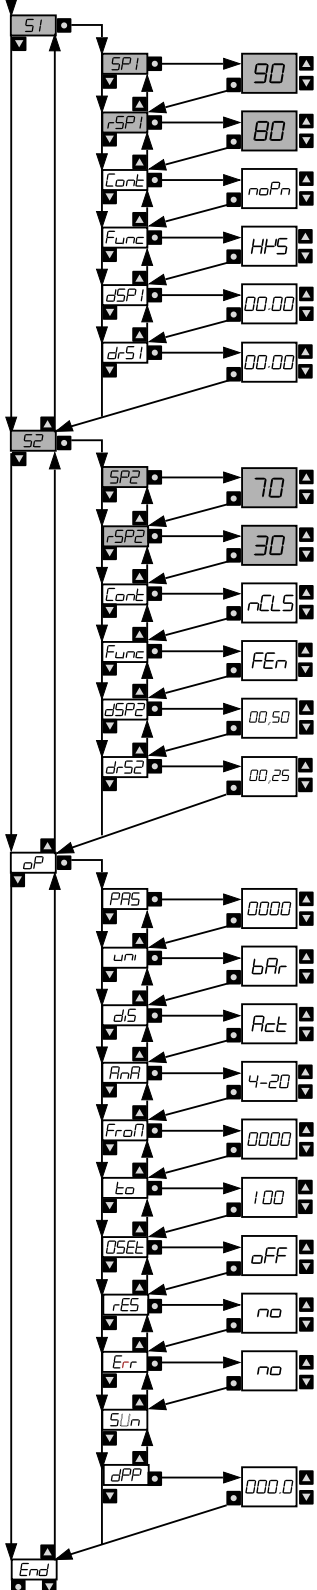 S1
SP1 90
rSP1 80
Cont noPn
Func HYS
dSP1 00.00
drS1 00.00
S2
SP2 70
rSP2 30
Cont nCLS
Func FEn
dSP2 00,50
drS2 00,25
oP
PAS 0000
uni bAr
diS Act
AnA 4-20
FroM 0000
to 100
OSEt oFF
rES no
Err no
SUn
dPP 000.0
End